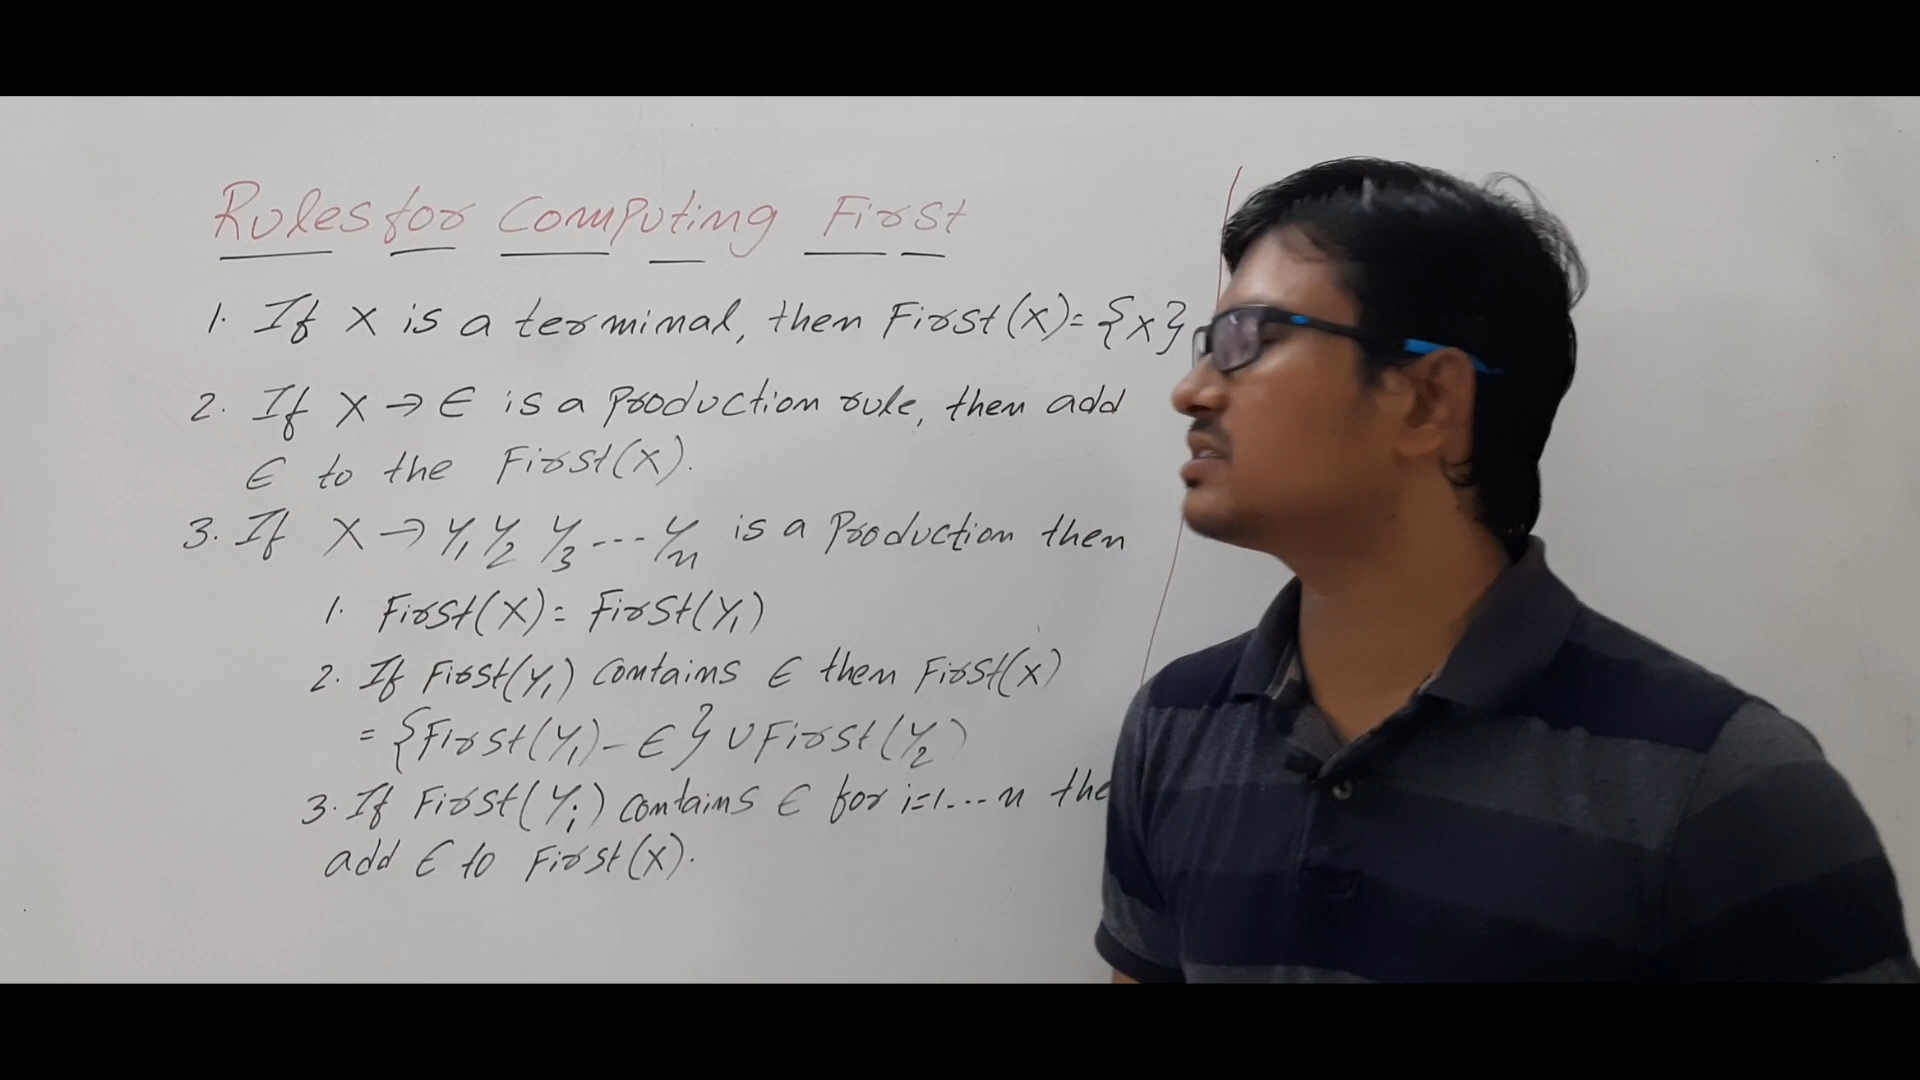 Rules for Computing First
1. If X is a terminal, then First(X)= {X}
2. If X → ϵ is a Production rule, then add
ϵ to the First(X).
3. If X → Y₁ Y₂ Y₃ --- Yₙ is a Production then
1. First(X)= First(Y₁)
2. If First(Y₁) Contains ϵ then First(X)
= {First(Y₁)- ϵ} ∪ First(Y₂)
3. If First(Yᵢ) Contains ϵ for i=1...n the
add ϵ to First(X).